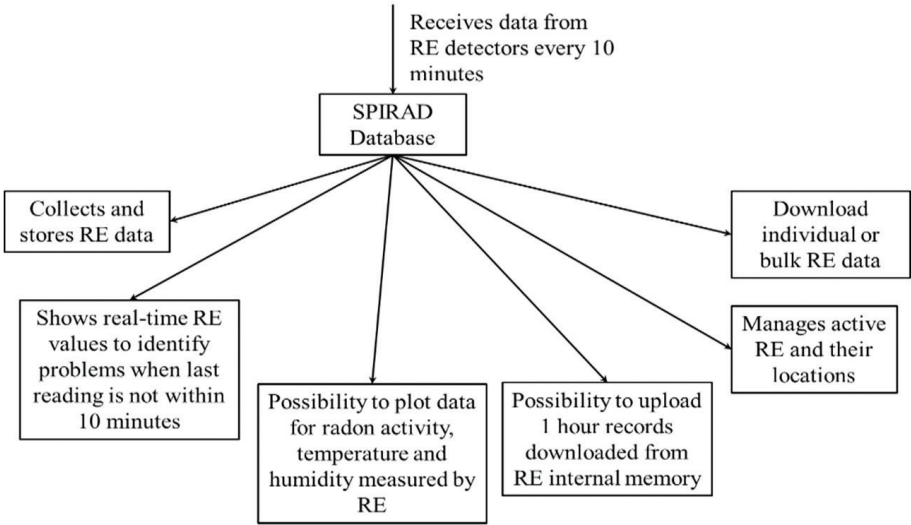 Receives data from
RE detectors every 10
minutes
SPIRAD
Database
Collects and
stores RE data
Download
individual or
bulk RE data
Shows real-time RE
values to identify
problems when last
reading is not within
10 minutes
Manages active
RE and their
locations
Possibility to plot data
for radon activity,
temperature and
humidity measured by
RE
Possibility to upload
1 hour records
downloaded from
RE internal memory